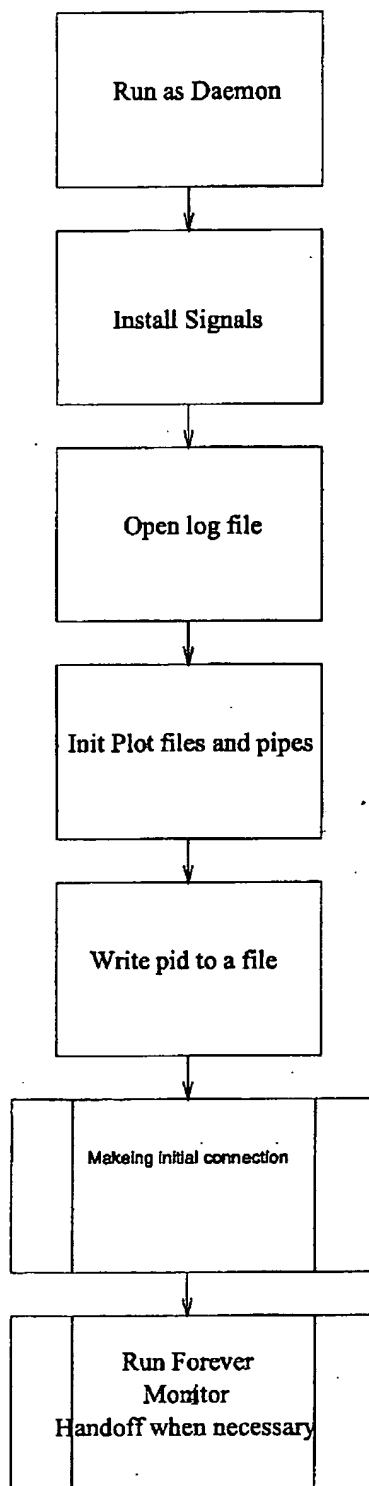 Run as Daemon
Install Signals
Open log file
Init Plot files and pipes
Write pid to a file
Makeing initial connection
Run Forever
Monitor
Handoff when necessary